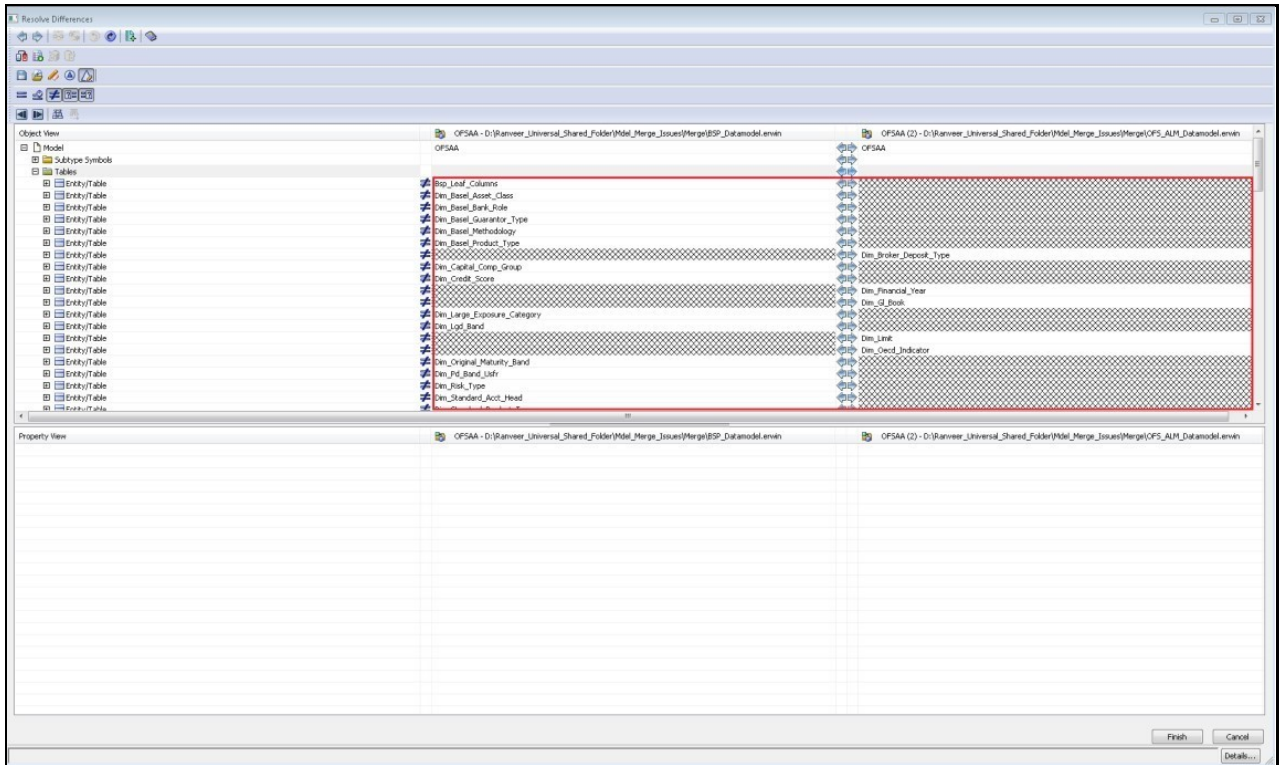 Resolve Differences
Object View OFSAA - D:\Ranveer_Universal_Shared_Folder\Mdel_Merge_Issues\Merge\BSP_Datamodel.erwin OFSAA (2) - D:\Ranveer_Universal_Shared_Folder\Mdel_Merge_Issues\Merge\OFS_ALM_Datamodel.erwin
Model OFSAA OFSAA
Subtype Symbols
Tables
Entity/Table Bsp_Leaf_Columns
Entity/Table Dim_Basel_Asset_Class
Entity/Table Dim_Basel_Bank_Role
Entity/Table Dim_Basel_Guarantor_Type
Entity/Table Dim_Basel_Methodology
Entity/Table Dim_Basel_Product_Type
Entity/Table Dim_Broker_Deposit_Type
Entity/Table Dim_Capital_Comp_Group
Entity/Table Dim_Credit_Score
Entity/Table Dim_Financial_Year
Entity/Table Dim_Gl_Book
Entity/Table Dim_Large_Exposure_Category
Entity/Table Dim_Lgd_Band
Entity/Table Dim_Limit
Entity/Table Dim_Oecd_Indicator
Entity/Table Dim_Original_Maturity_Band
Entity/Table Dim_Pd_Band_Usfr
Entity/Table Dim_Risk_Type
Entity/Table Dim_Standard_Acct_Head
Entity/Table
Property View OFSAA - D:\Ranveer_Universal_Shared_Folder\Mdel_Merge_Issues\Merge\BSP_Datamodel.erwin OFSAA (2) - D:\Ranveer_Universal_Shared_Folder\Mdel_Merge_Issues\Merge\OFS_ALM_Datamodel.erwin
Finish Cancel
Details...